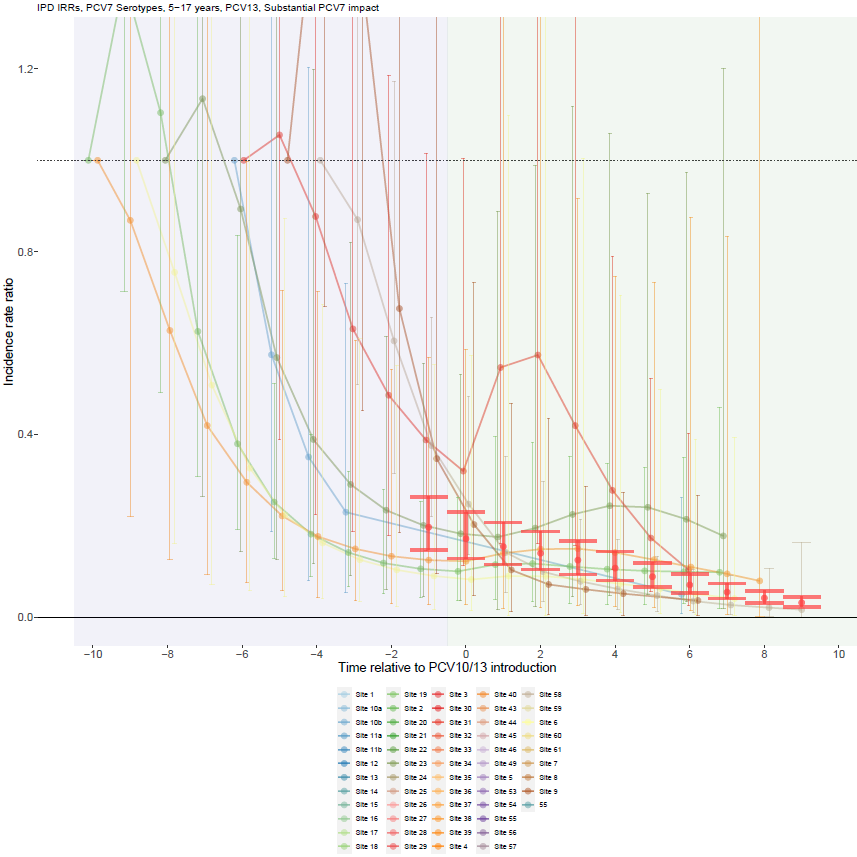 IPD IRRs, PCV7 Serotypes, 5−17 years, PCV13, Substantial PCV7 impact
Incidence rate ratio
1.2
0.8
0.4
0.0
−10 −8 −6 −4 −2 0 2 4 6 8 10
Time relative to PCV10/13 introduction
Site 1 Site 19 Site 3 Site 40 Site 58
Site 10a Site 2 Site 30 Site 43 Site 59
Site 10b Site 20 Site 31 Site 44 Site 6
Site 11a Site 21 Site 32 Site 45 Site 60
Site 11b Site 22 Site 33 Site 46 Site 61
Site 12 Site 23 Site 34 Site 49 Site 7
Site 13 Site 24 Site 35 Site 5 Site 8
Site 14 Site 25 Site 36 Site 53 Site 9
Site 15 Site 26 Site 37 Site 54 55
Site 16 Site 27 Site 38 Site 55
Site 17 Site 28 Site 39 Site 56
Site 18 Site 29 Site 4 Site 57